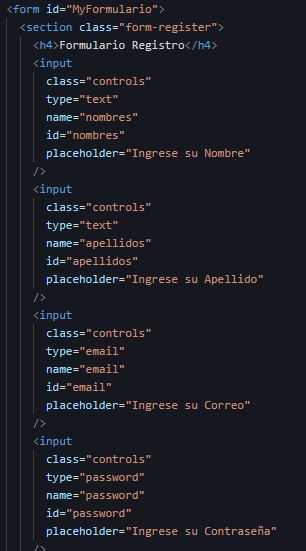 <form id="MyFormulario">
<section class="form-register">
<h4>Formulario Registro</h4>
<input
class="controls"
type="text"
name="nombres"
id="nombres"
placeholder="Ingrese su Nombre"
/>
<input
class="controls"
type="text"
name="apellidos"
id="apellidos"
placeholder="Ingrese su Apellido"
/>
<input
class="controls"
type="email"
name="email"
id="email"
placeholder="Ingrese su Correo"
/>
<input
class="controls"
type="password"
name="password"
id="password"
placeholder="Ingrese su Contraseña"
/>